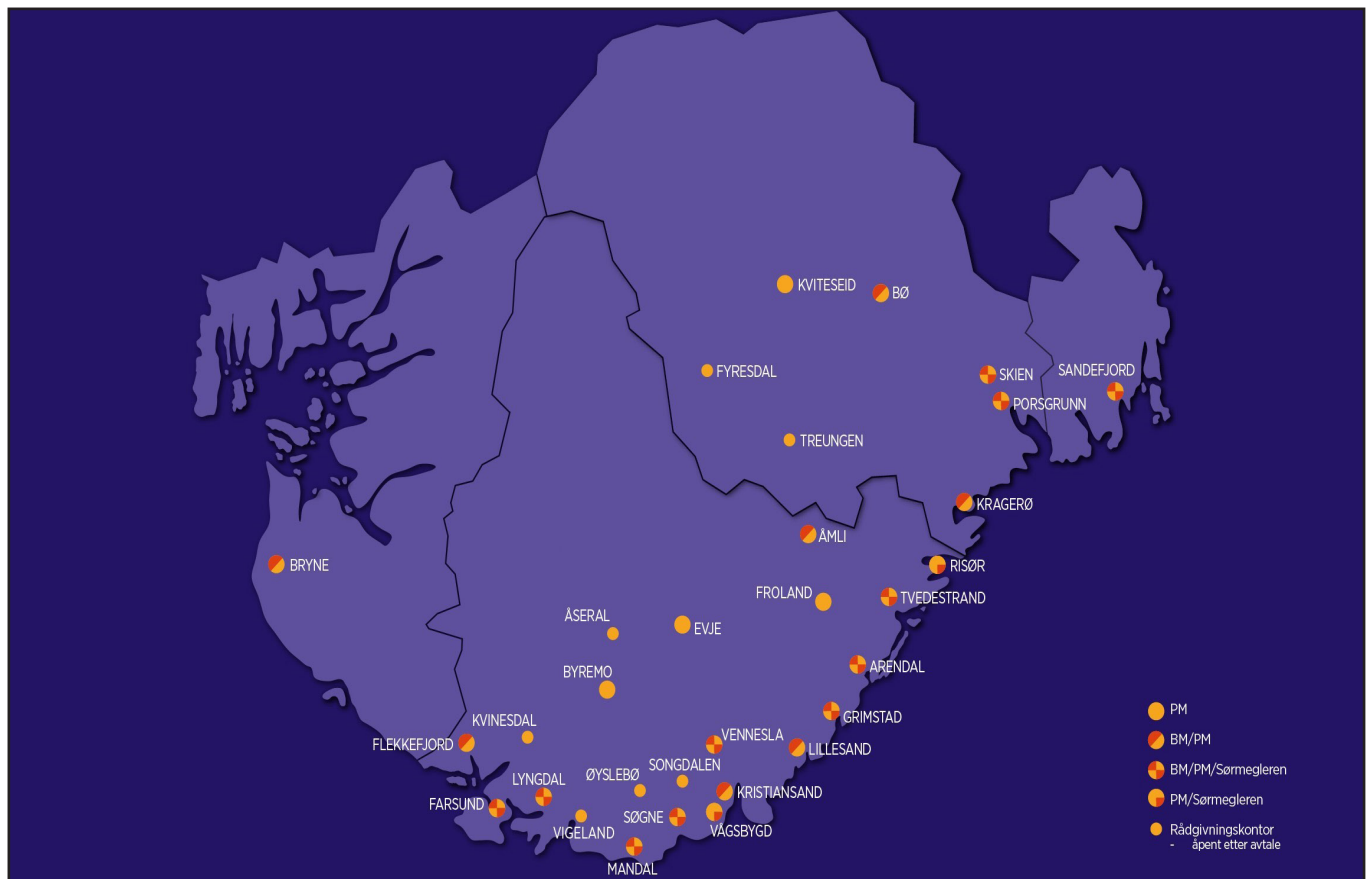 KVITESEID
BØ
FYRESDAL
SKIEN
SANDEFJORD
PORSGRUNN
TREUNGEN
KRAGERØ
ÅMLI
BRYNE
RISØR
FROLAND
TVEDESTRAND
ÅSERAL
EVJE
BYREMO
ARENDAL
GRIMSTAD
KVINESDAL
FLEKKEFJORD
VENNESLA
LILLESAND
SONGDALEN
ØYSLEBØ
LYNGDAL
KRISTIANSAND
FARSUND
SØGNE
VIGELAND
VÅGSBYGD
MANDAL
PM
BM/PM
BM/PM/Sørmegleren
PM/Sørmegleren
Rådgivningskontor
- åpent etter avtale